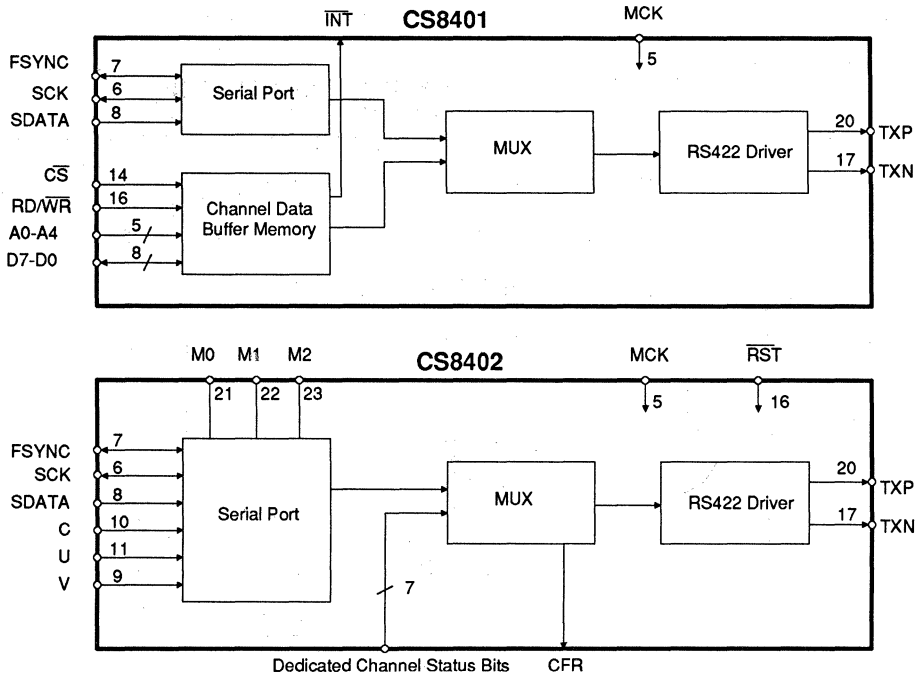 INT CS8401 MCK
5
FSYNC 7
SCK 6
SDATA 8
Serial Port
MUX
RS422 Driver
20 TXP
17 TXN
CS 14
RD/WR 16
A0-A4 5
D7-D0 8
Channel Data
Buffer Memory
M0 M1 M2 CS8402 MCK RST
21 22 23 5 16
FSYNC 7
SCK 6
SDATA 8
C 10
U 11
V 9
Serial Port
MUX
RS422 Driver
20 TXP
17 TXN
7
Dedicated Channel Status Bits CFR